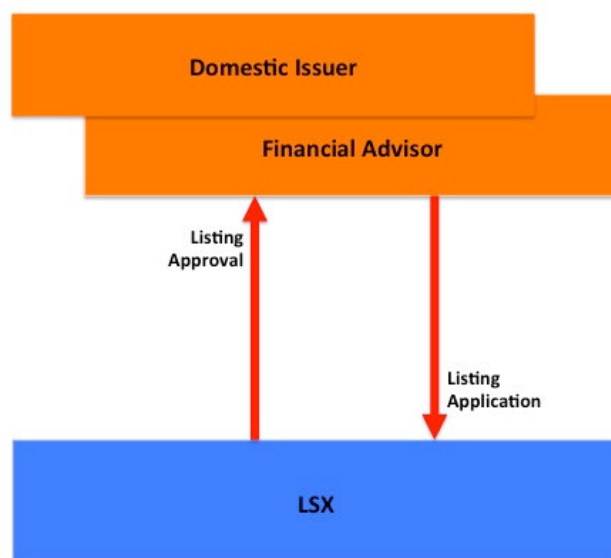 Domestic Issuer
Financial Advisor
Listing
Approval
Listing
Application
LSX